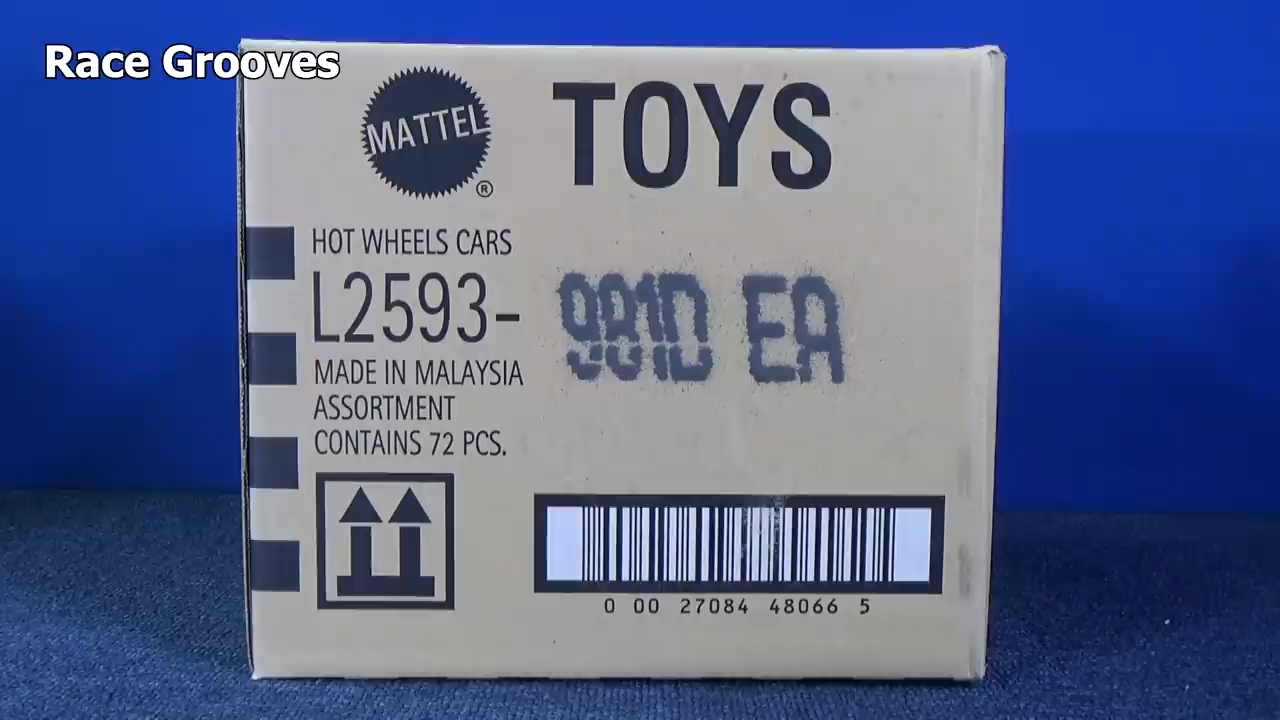 Race Grooves
MATTEL ® TOYS
HOT WHEELS CARS
L2593- 981D EA
MADE IN MALAYSIA
ASSORTMENT
CONTAINS 72 PCS.
0 00 27084 48066 5